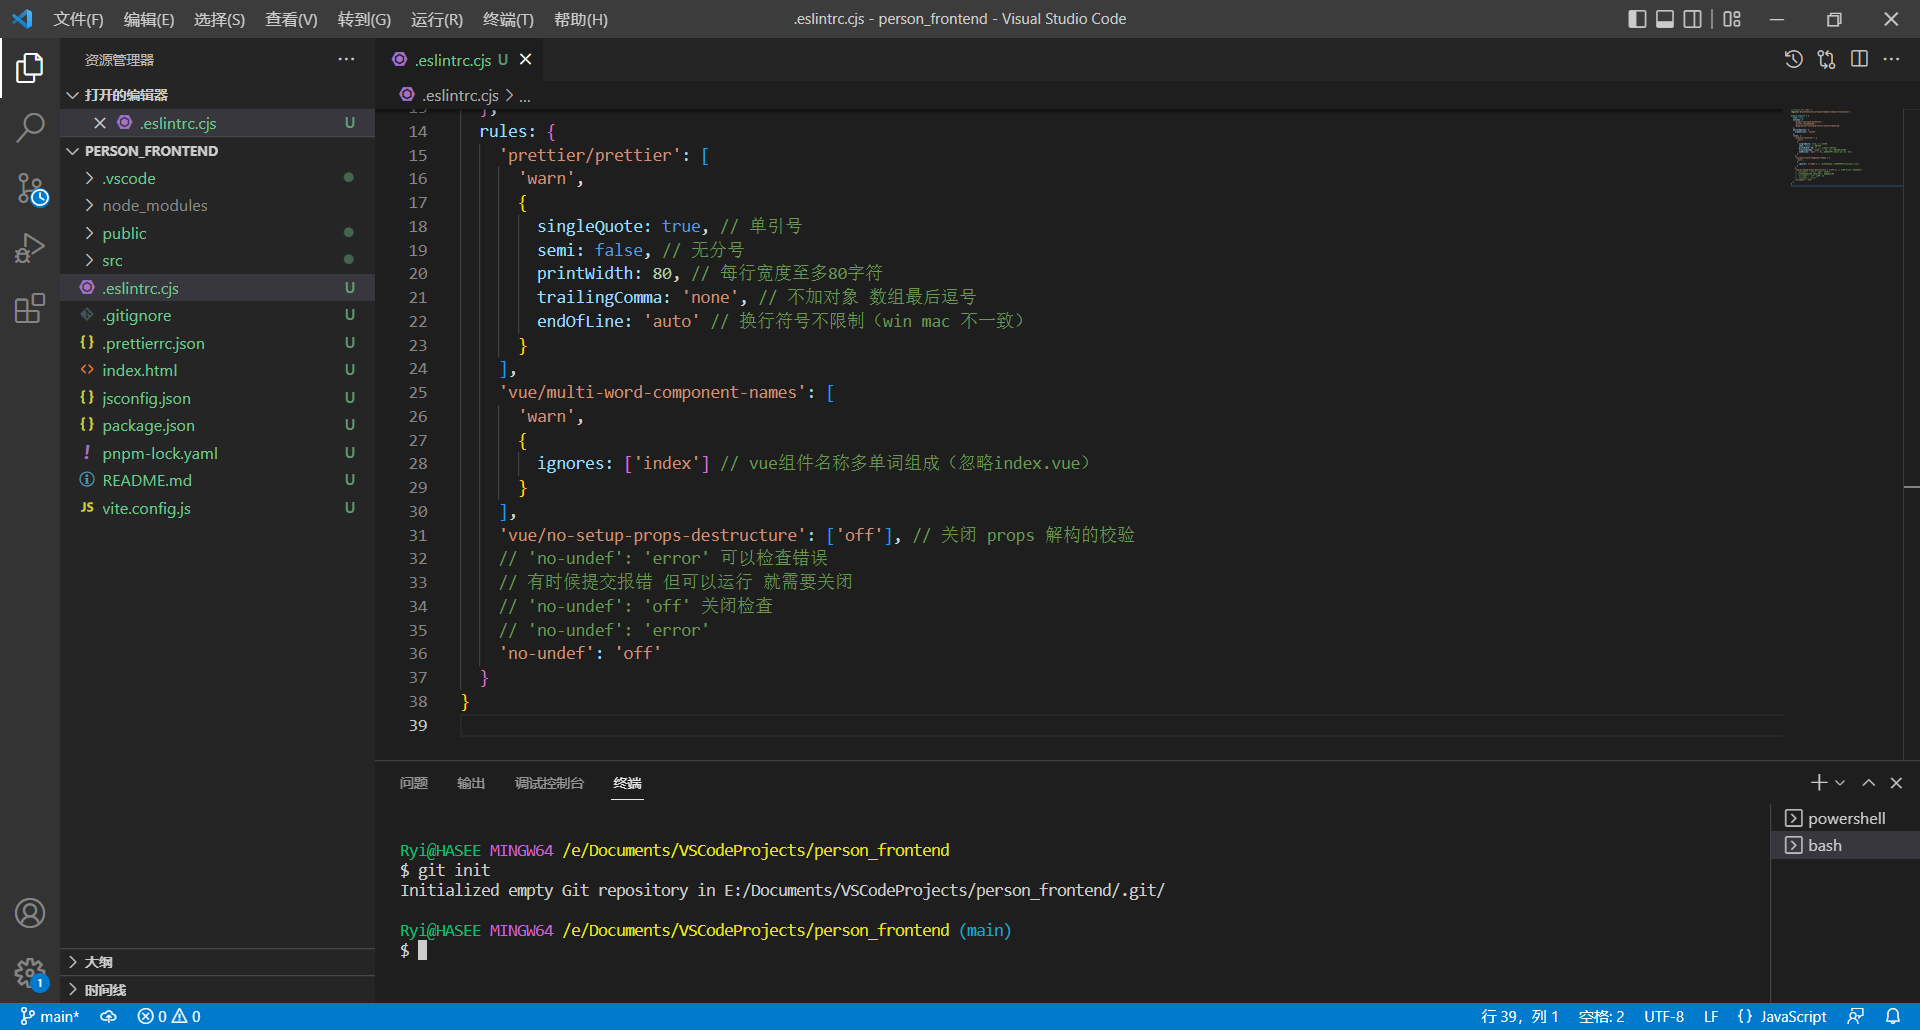 文件(F) 编辑(E) 选择(S) 查看(V) 转到(G) 运行(R) 终端(T) 帮助(H) .eslintrc.cjs - person_frontend - Visual Studio Code
资源管理器 ···
打开的编辑器
.eslintrc.cjs U
PERSON_FRONTEND
.vscode
node_modules
public
src
.eslintrc.cjs U
.gitignore U
{} .prettierrc.json U
<> index.html U
{} jsconfig.json U
{} package.json U
! pnpm-lock.yaml U
README.md U
JS vite.config.js U
大纲
时间线
1
.eslintrc.cjs U
.eslintrc.cjs > ...
14 rules: {
15 'prettier/prettier': [
16 'warn',
17 {
18 singleQuote: true, // 单引号
19 semi: false, // 无分号
20 printWidth: 80, // 每行宽度至多80字符
21 trailingComma: 'none', // 不加对象 数组最后逗号
22 endOfLine: 'auto' // 换行符号不限制（win mac 不一致）
23 }
24 ],
25 'vue/multi-word-component-names': [
26 'warn',
27 {
28 ignores: ['index'] // vue组件名称多单词组成（忽略index.vue）
29 }
30 ],
31 'vue/no-setup-props-destructure': ['off'], // 关闭 props 解构的校验
32 // 'no-undef': 'error' 可以检查错误
33 // 有时候提交报错 但可以运行 就需要关闭
34 // 'no-undef': 'off' 关闭检查
35 // 'no-undef': 'error'
36 'no-undef': 'off'
37 }
38 }
39
问题 输出 调试控制台 终端
Ryi@HASEE MINGW64 /e/Documents/VSCodeProjects/person_frontend
$ git init
Initialized empty Git repository in E:/Documents/VSCodeProjects/person_frontend/.git/
Ryi@HASEE MINGW64 /e/Documents/VSCodeProjects/person_frontend (main)
$
powershell
bash
main* 0 0 行 39，列 1 空格: 2 UTF-8 LF {} JavaScript